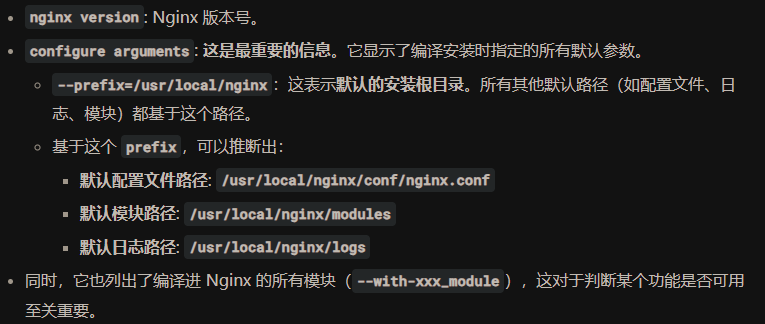 nginx version: Nginx 版本号。
configure arguments: 这是最重要的信息。它显示了编译安装时指定的所有默认参数。
--prefix=/usr/local/nginx: 这表示默认的安装根目录。所有其他默认路径（如配置文件、日
志、模块）都基于这个路径。
基于这个 prefix，可以推断出：
默认配置文件路径: /usr/local/nginx/conf/nginx.conf
默认模块路径: /usr/local/nginx/modules
默认日志路径: /usr/local/nginx/logs
同时，它也列出了编译进 Nginx 的所有模块（--with-xxx_module），这对于判断某个功能是否可用
至关重要。